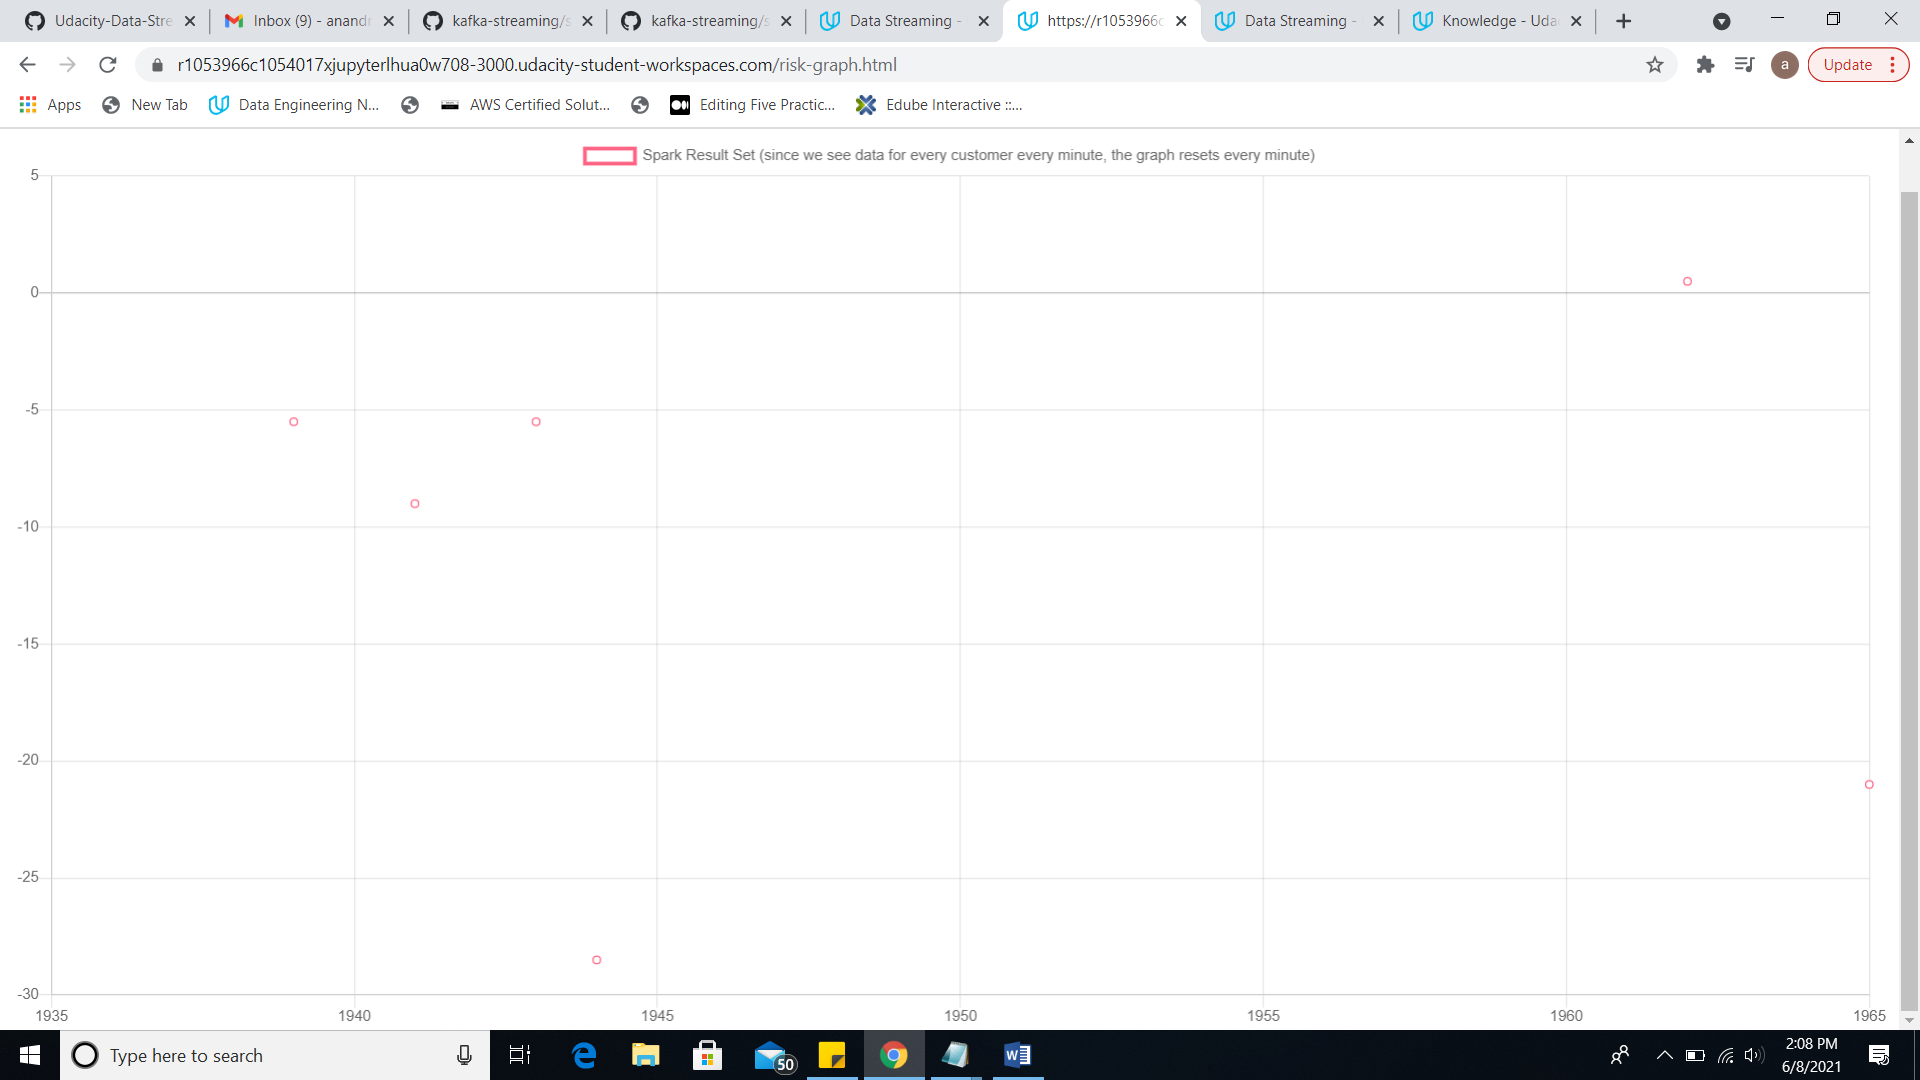 Udacity-Data-Stre
Inbox (9) - anandr
kafka-streaming/s
kafka-streaming/s
Data Streaming -
https://r1053966c
Data Streaming -
Knowledge - Uda
r1053966c1054017xjupyterlhua0w708-3000.udacity-student-workspaces.com/risk-graph.html
a
Update
Apps
New Tab
Data Engineering N...
AWS Certified Solut...
Editing Five Practic...
Edube Interactive ::...
Spark Result Set (since we see data for every customer every minute, the graph resets every minute)
5
0
-5
-10
-15
-20
-25
-30
1935 1940 1945 1950 1955 1960 1965
Type here to search
50
2:08 PM
6/8/2021